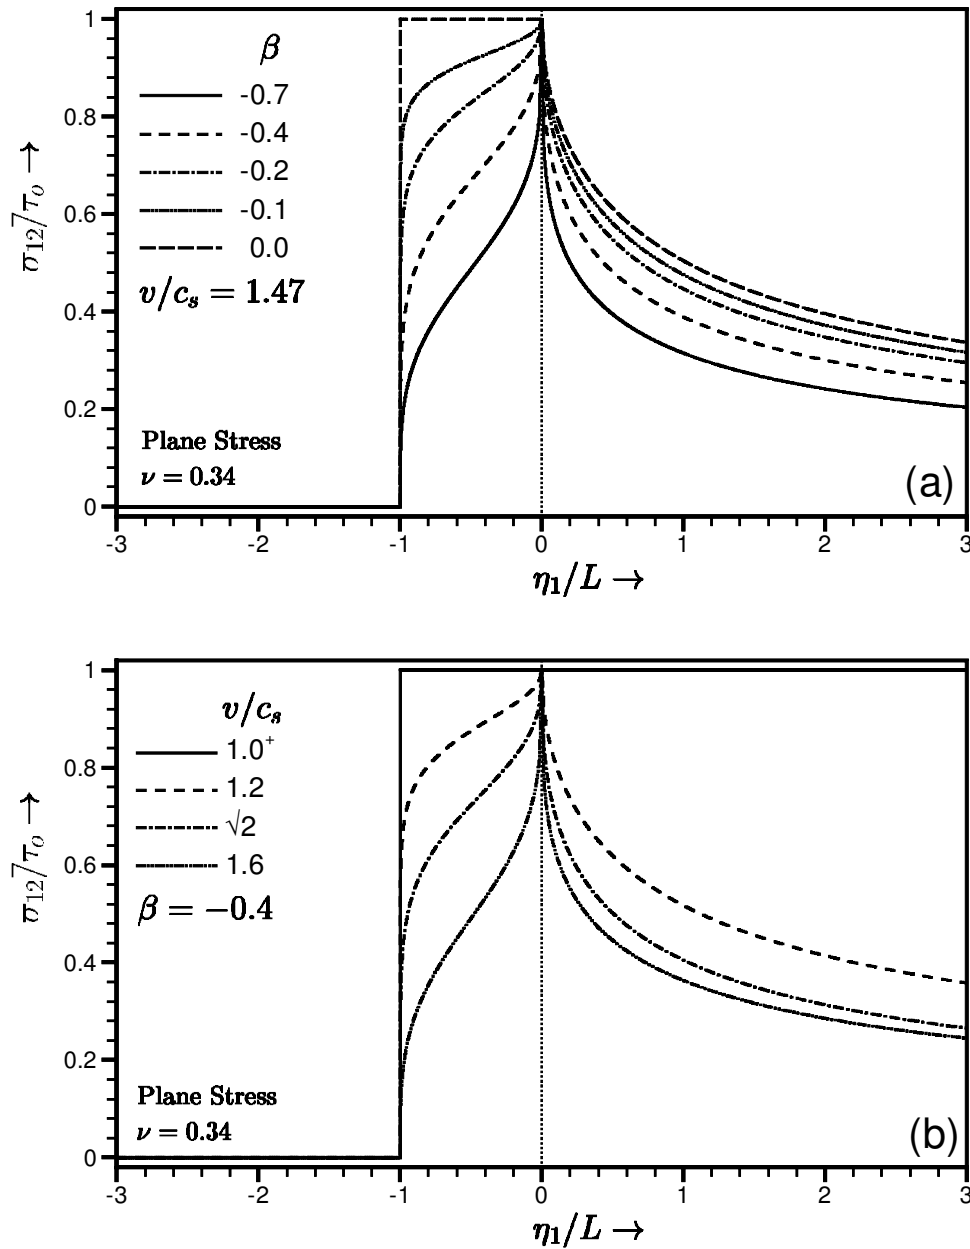 1
0.8
0.6
0.4
0.2
0
σ̅12/τo →
β
-0.7
-0.4
-0.2
-0.1
0.0
v/cs = 1.47
Plane Stress
ν = 0.34
(a)
-3 -2 -1 0 1 2 3
η1/L →
1
0.8
0.6
0.4
0.2
0
σ̅12/τo →
v/cs
1.0+
1.2
√2
1.6
β = −0.4
Plane Stress
ν = 0.34
(b)
-3 -2 -1 0 1 2 3
η1/L →